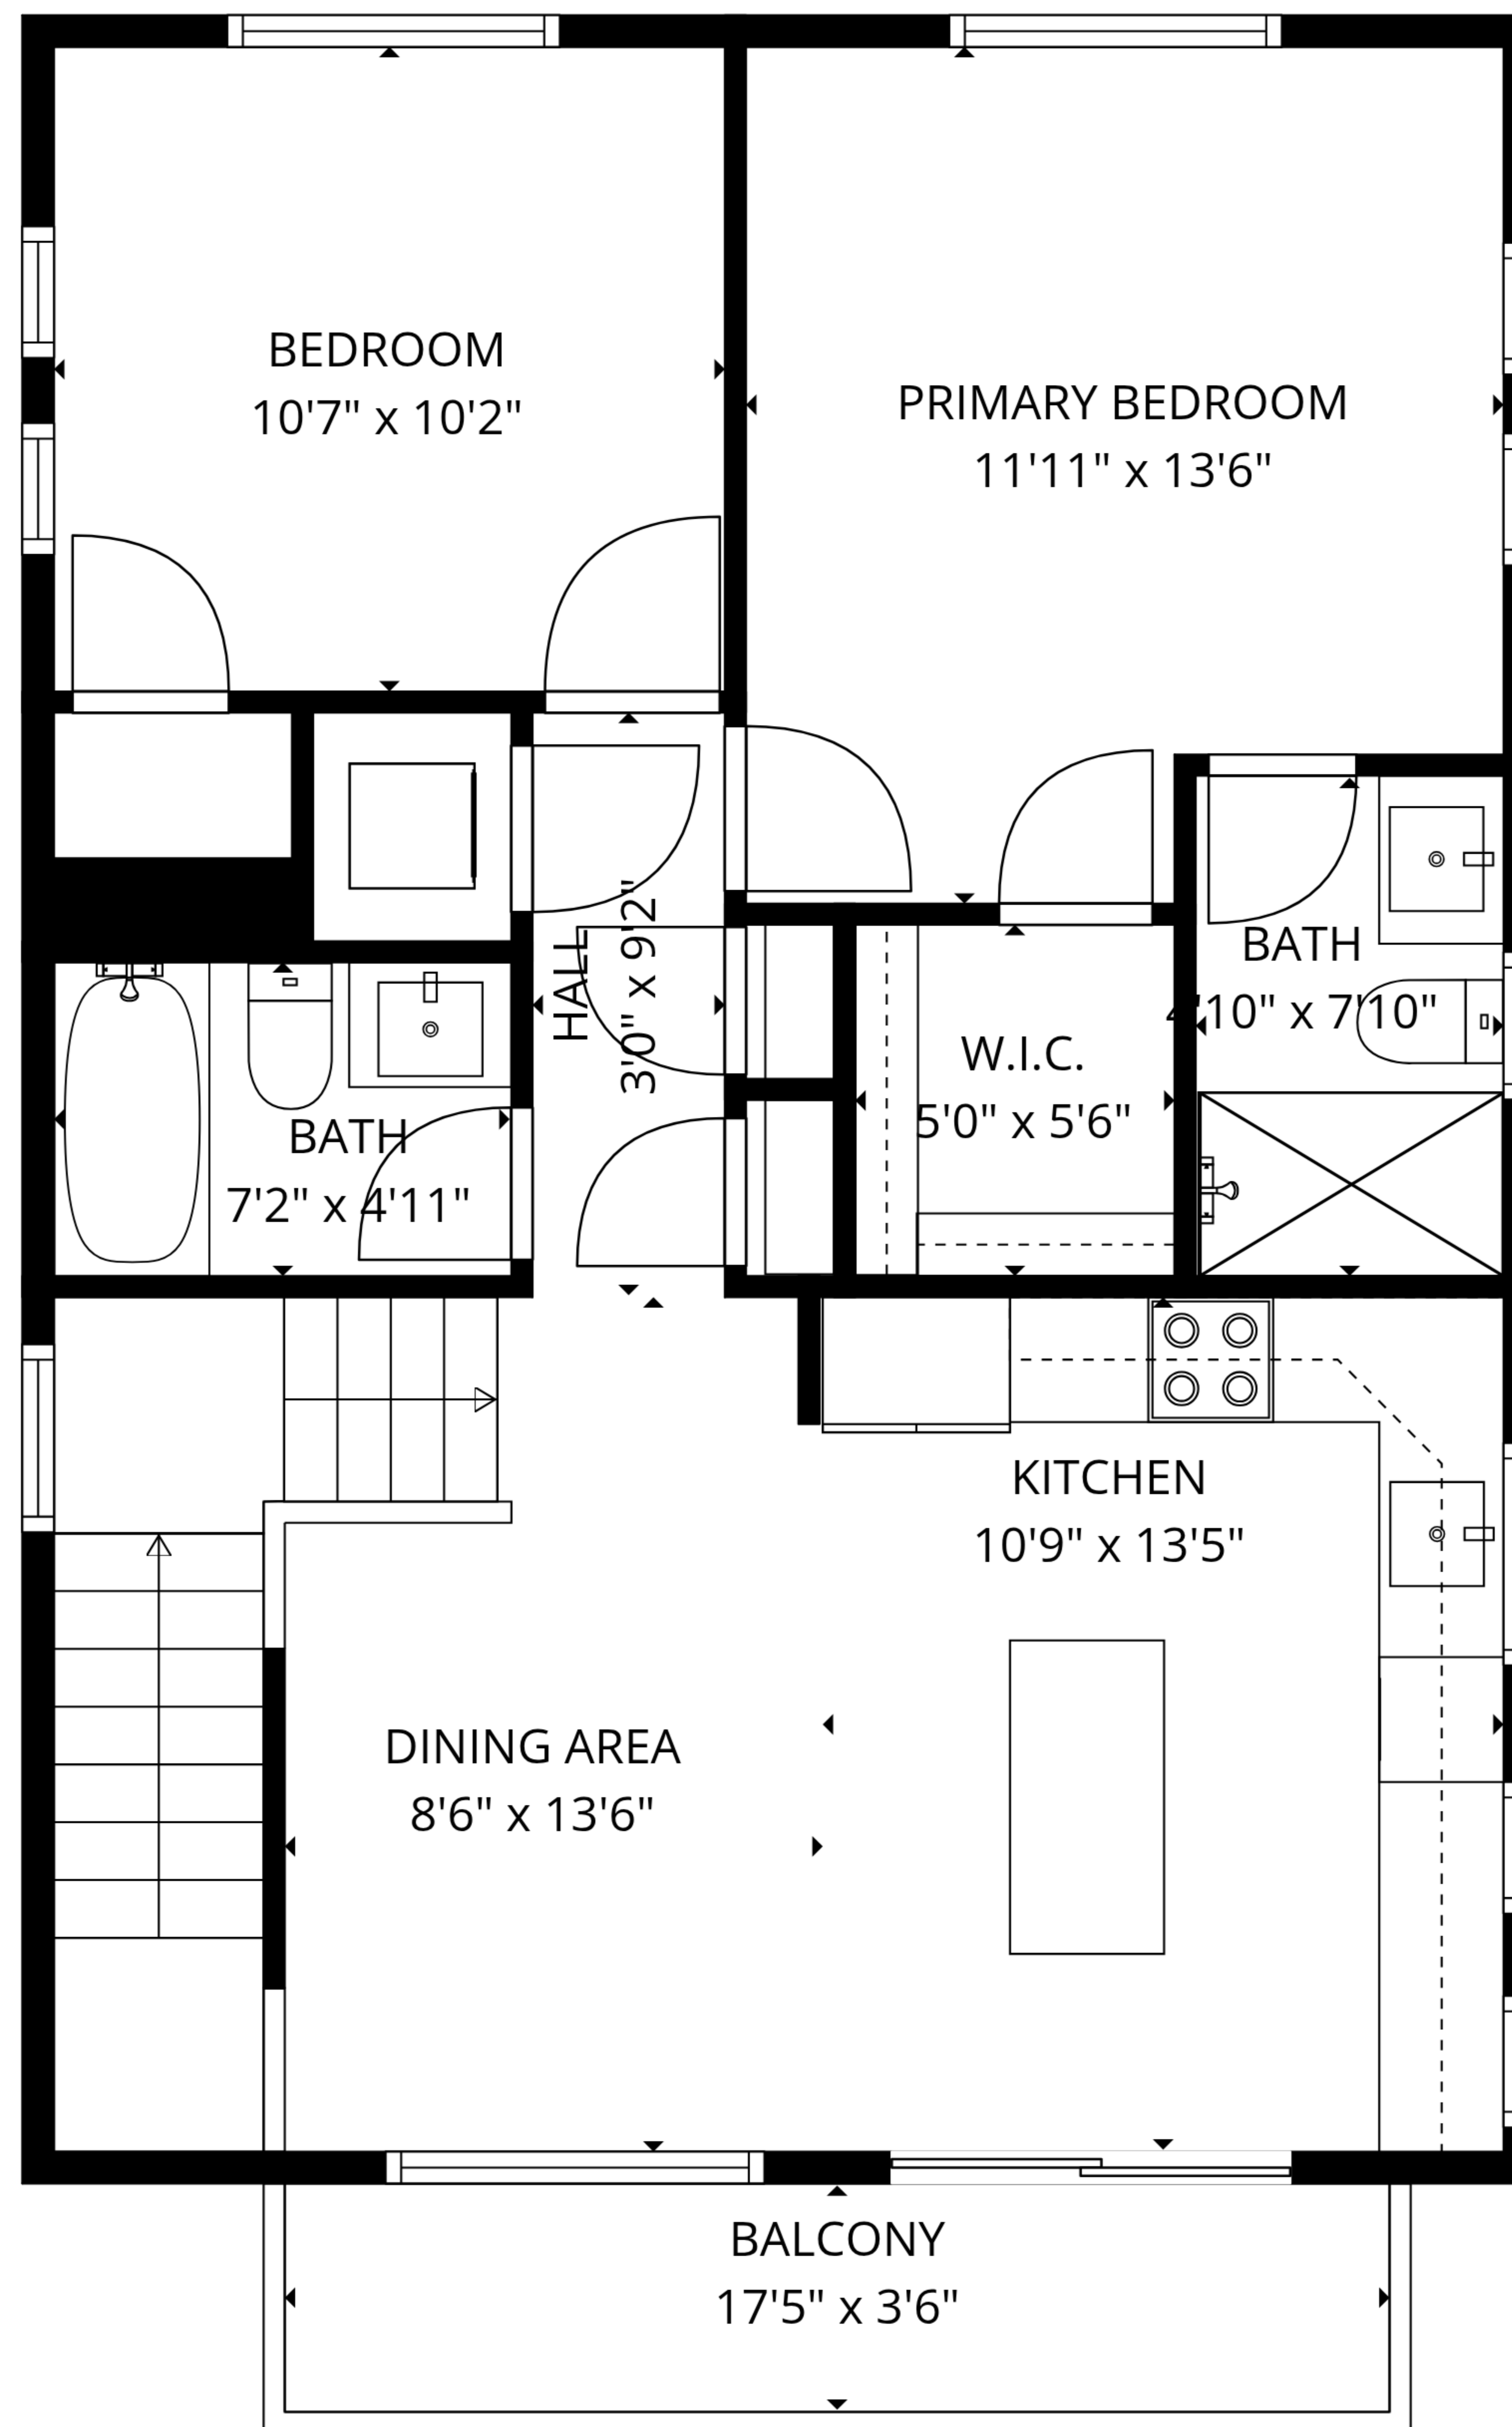 BEDROOM
10'7" x 10'2"
PRIMARY BEDROOM
11'11" x 13'6"
HALL
3'0" x 9'2"
BATH
4'10" x 7'10"
W.I.C.
5'0" x 5'6"
BATH
7'2" x 4'11"
KITCHEN
10'9" x 13'5"
DINING AREA
8'6" x 13'6"
BALCONY
17'5" x 3'6"